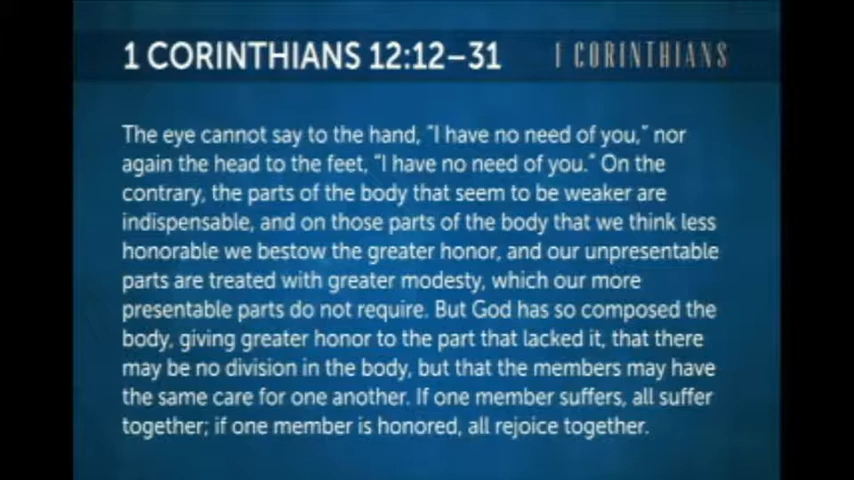 1 CORINTHIANS 12:12–31
1 CORINTHIANS
The eye cannot say to the hand, “I have no need of you,” nor
again the head to the feet, “I have no need of you.” On the
contrary, the parts of the body that seem to be weaker are
indispensable, and on those parts of the body that we think less
honorable we bestow the greater honor, and our unpresentable
parts are treated with greater modesty, which our more
presentable parts do not require. But God has so composed the
body, giving greater honor to the part that lacked it, that there
may be no division in the body, but that the members may have
the same care for one another. If one member suffers, all suffer
together; if one member is honored, all rejoice together.